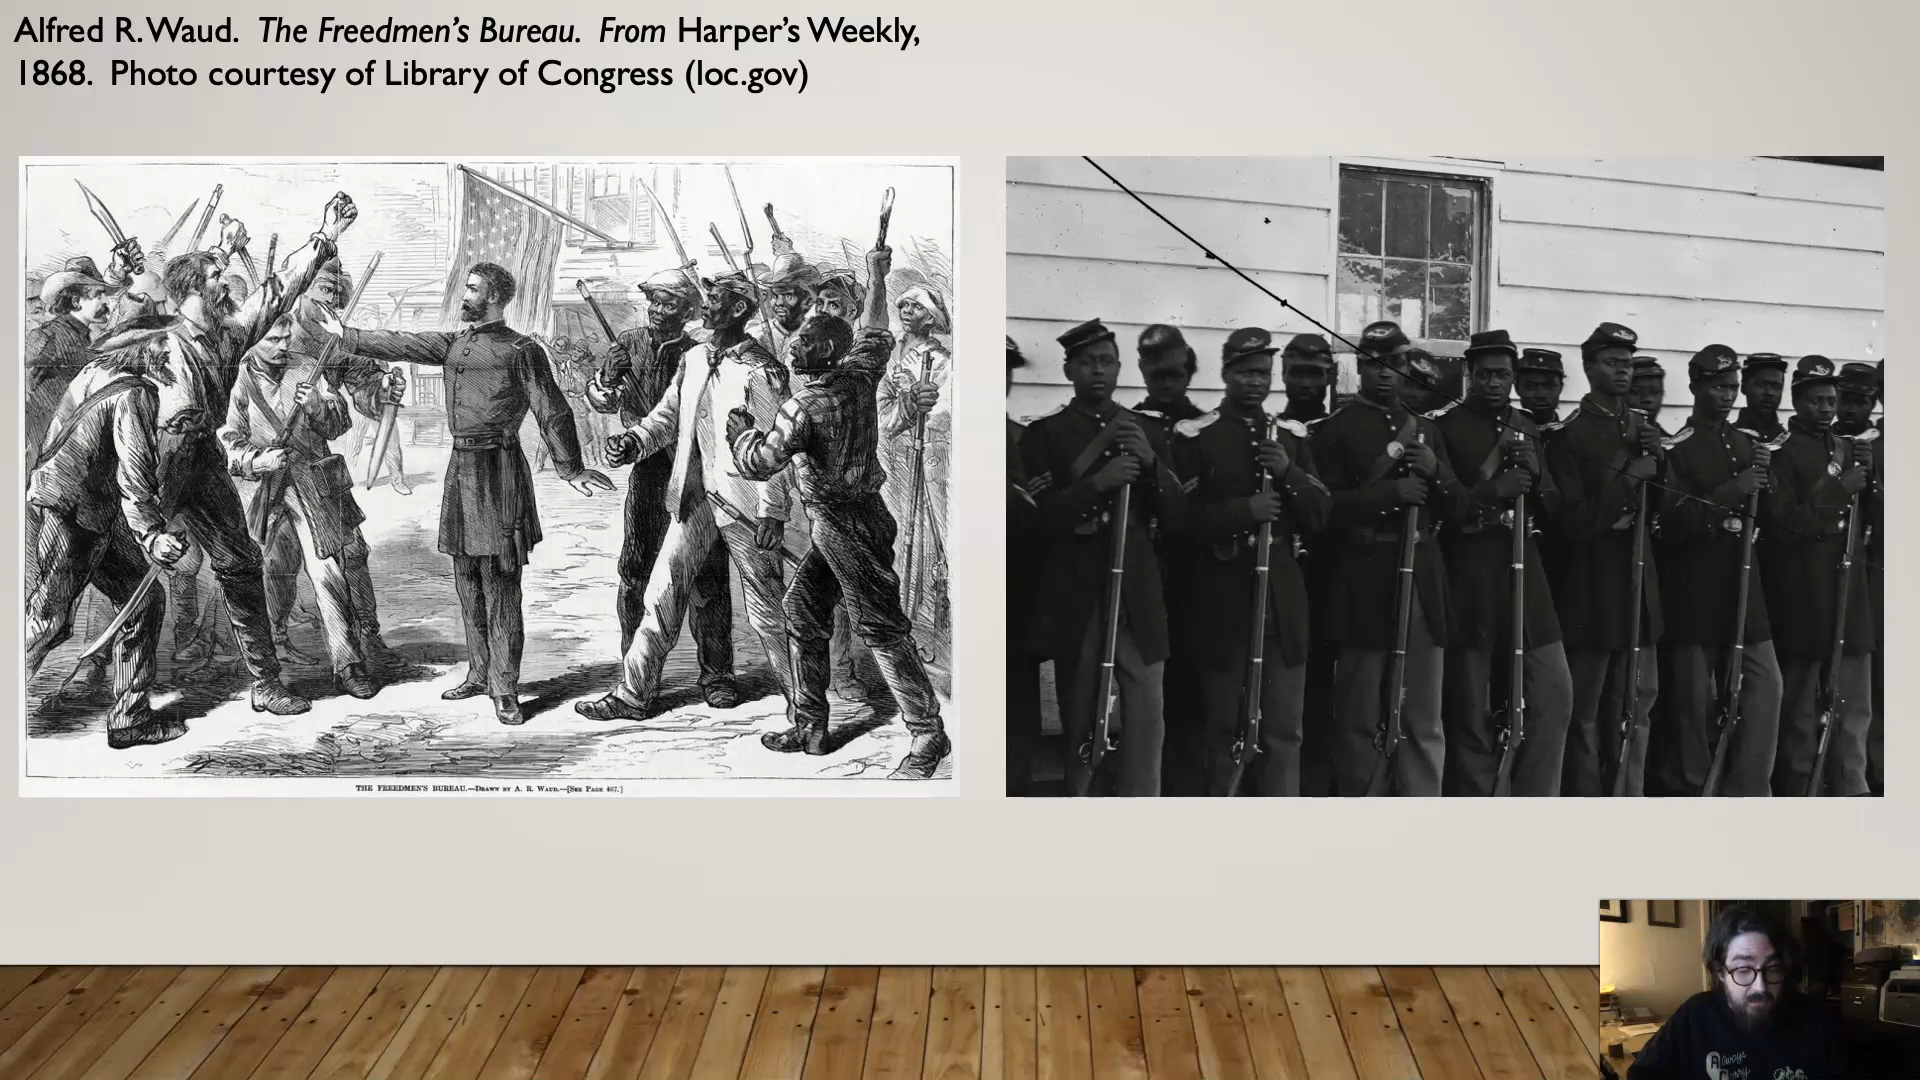 Alfred R. Waud. The Freedmen's Bureau. From Harper's Weekly,
1868. Photo courtesy of Library of Congress (loc.gov)
THE FREEDMEN'S BUREAU.—Drawn by A. R. Waud.—[See Page 467.]
Always